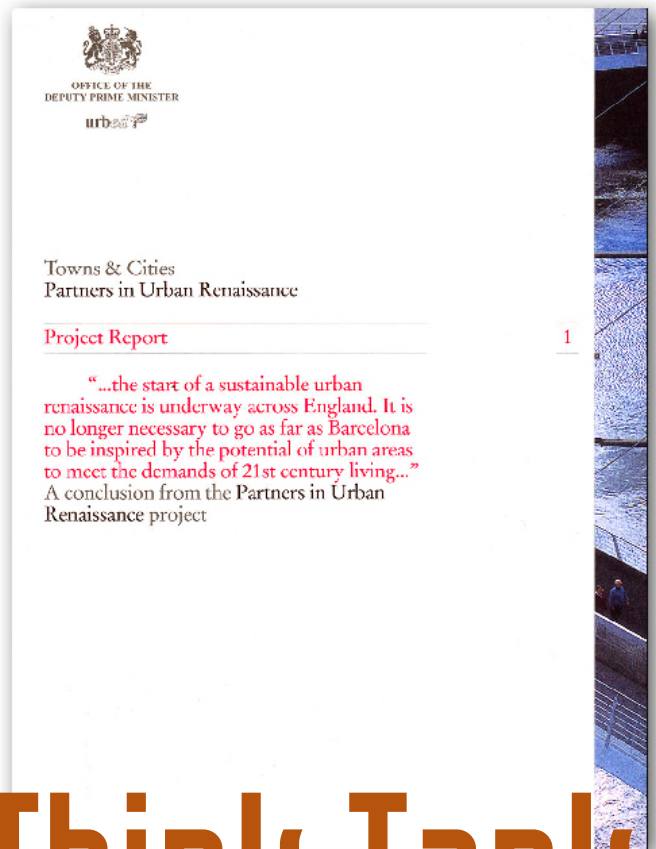 OFFICE OF THE
DEPUTY PRIME MINISTER
urbed
Towns & Cities
Partners in Urban Renaissance
Project Report
1
“...the start of a sustainable urban
renaissance is underway across England. It is
no longer necessary to go as far as Barcelona
to be inspired by the potential of urban areas
to meet the demands of 21st century living...”
A conclusion from the Partners in Urban
Renaissance project
Think Tank